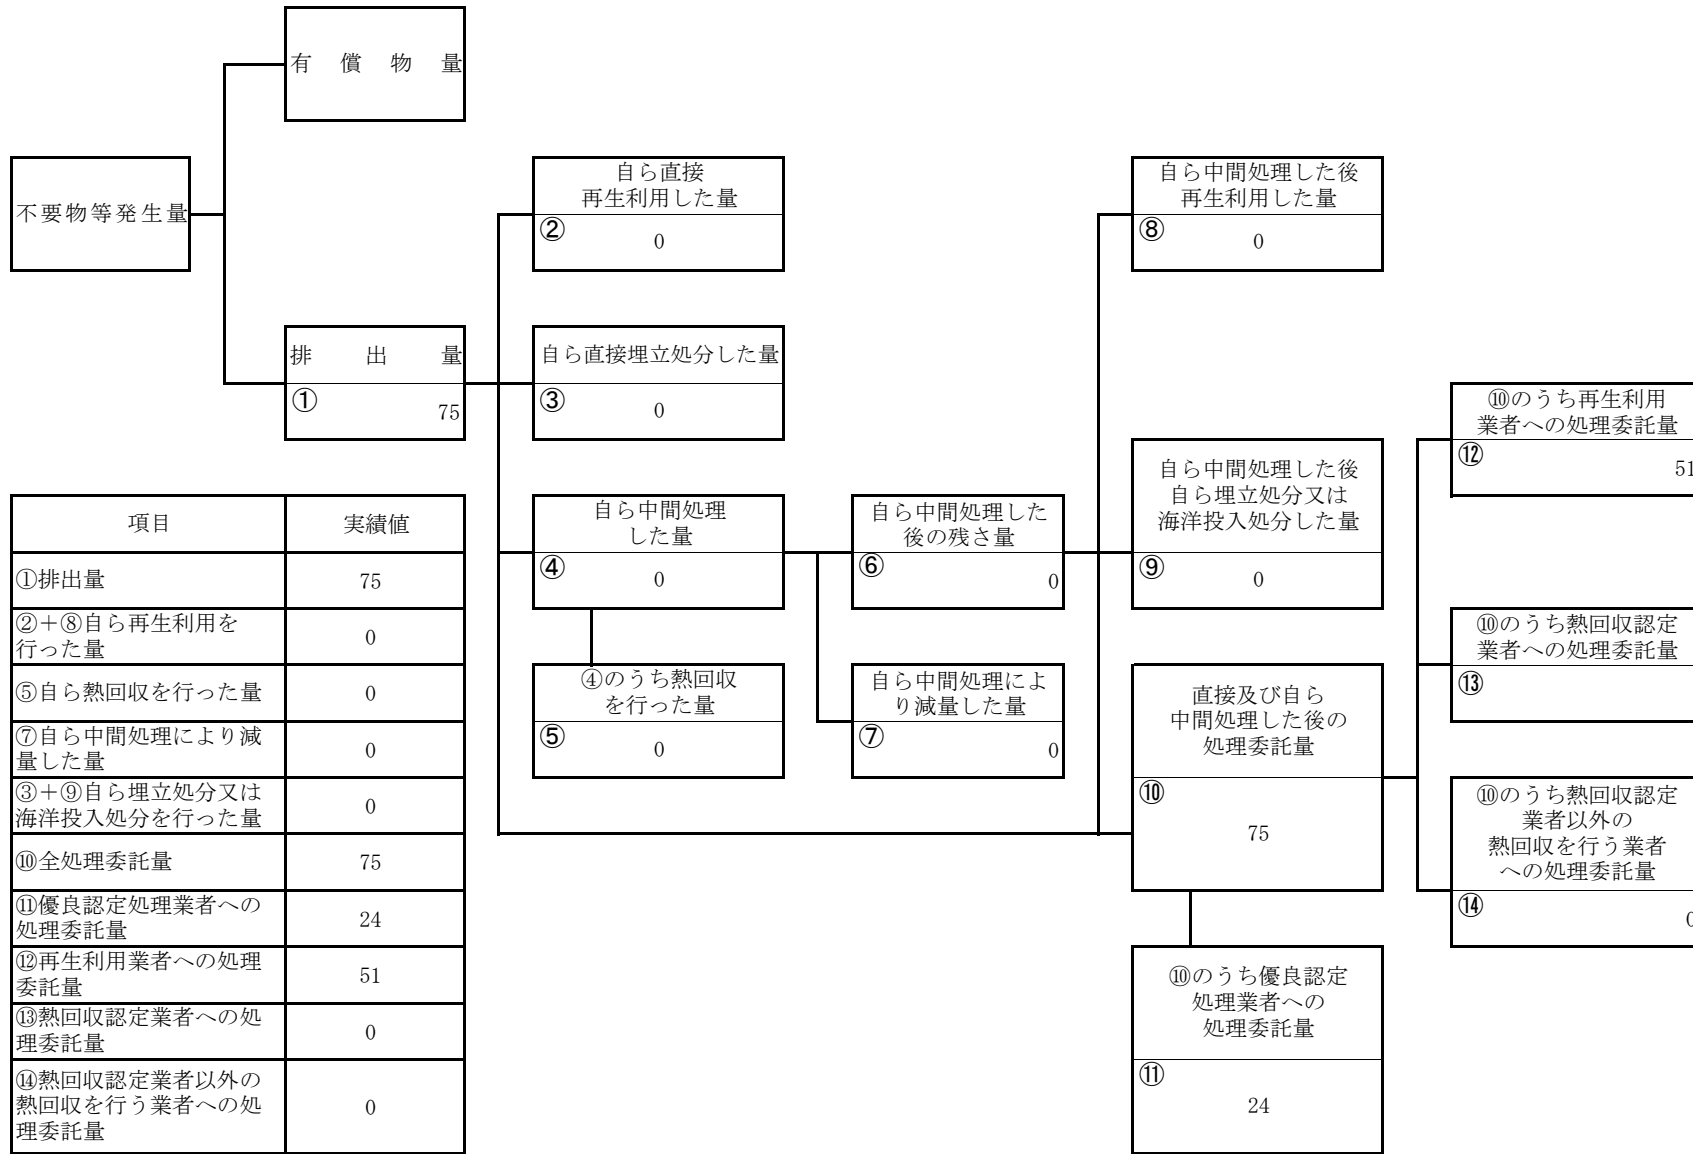 有償物量
不要物等発生量
自ら直接
再生利用した量
②
0
自ら中間処理した後
再生利用した量
⑧
0
排出量
①
75
自ら直接埋立処分した量
③
0
⑩のうち再生利用
業者への処理委託量
⑫
51
自ら中間処理
した量
④
0
自ら中間処理した
後の残さ量
⑥
0
自ら中間処理した後
自ら埋立処分又は
海洋投入処分した量
⑨
0
④のうち熱回収
を行った量
⑤
0
自ら中間処理によ
り減量した量
⑦
0
直接及び自ら
中間処理した後の
処理委託量
⑩
75
⑩のうち熱回収認定
業者への処理委託量
⑬
⑩のうち熱回収認定
業者以外の
熱回収を行う業者
への処理委託量
⑭
0
⑩のうち優良認定
処理業者への
処理委託量
⑪
24
項目 実績値
①排出量 75
②+⑧自ら再生利用を
行った量 0
⑤自ら熱回収を行った量 0
⑦自ら中間処理により減
量した量 0
③+⑨自ら埋立処分又は
海洋投入処分を行った量 0
⑩全処理委託量 75
⑪優良認定処理業者への
処理委託量 24
⑫再生利用業者への処理
委託量 51
⑬熱回収認定業者への処
理委託量 0
⑭熱回収認定業者以外の
熱回収を行う業者への処
理委託量 0